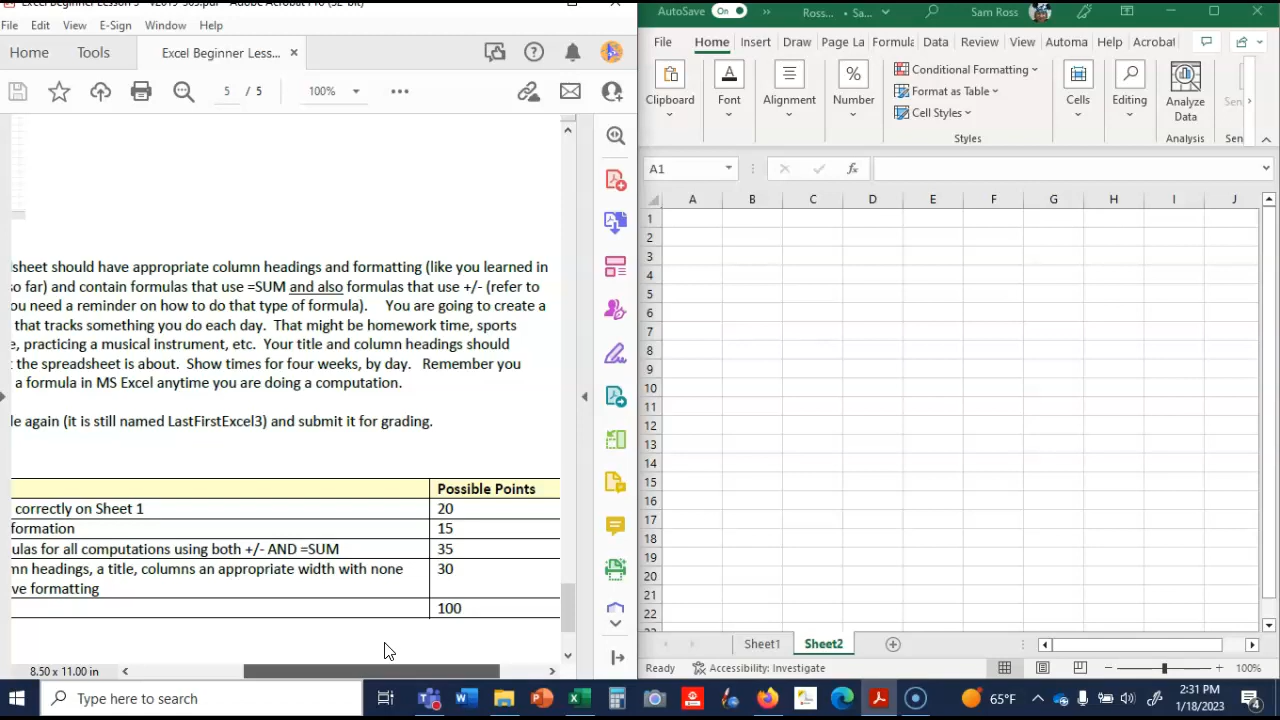 File Edit View E-Sign Window Help
Home Tools Excel Beginner Less... ×
5 / 5 100%
sheet should have appropriate column headings and formatting (like you learned in
so far) and contain formulas that use =SUM and also formulas that use +/- (refer to
ou need a reminder on how to do that type of formula). You are going to create a
that tracks something you do each day. That might be homework time, sports
e, practicing a musical instrument, etc. Your title and column headings should
t the spreadsheet is about. Show times for four weeks, by day. Remember you
a formula in MS Excel anytime you are doing a computation.
le again (it is still named LastFirstExcel3) and submit it for grading.
Possible Points
correctly on Sheet 1 20
formation 15
ulas for all computations using both +/- AND =SUM 35
mn headings, a title, columns an appropriate width with none 30
ve formatting
100
8.50 x 11.00 in
AutoSave On Ross... • Sa... Sam Ross
File Home Insert Draw Page La Formula Data Review View Automa Help Acrobat
Clipboard Font Alignment Number
Conditional Formatting
Format as Table
Cell Styles
Styles
Cells Editing Analyze
Data
Analysis
Sen
A1 fx
A B C D E F G H I J
1
2
3
4
5
6
7
8
9
10
11
12
13
14
15
16
17
18
19
20
21
22
Sheet1 Sheet2
Ready Accessibility: Investigate 100%
Type here to search
65°F 2:31 PM
1/18/2023 4